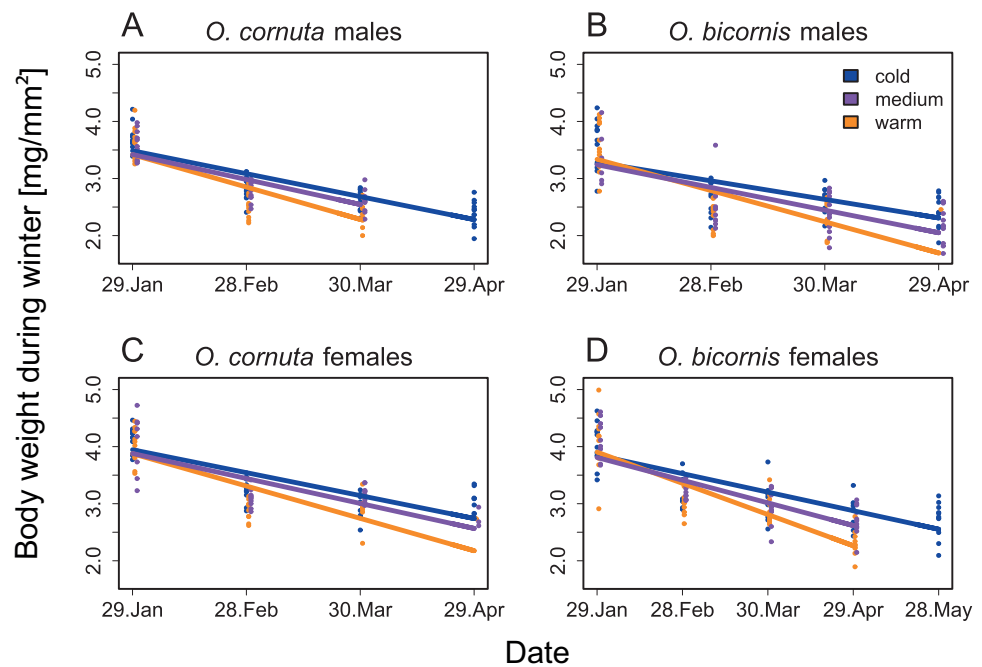 A
O. cornuta males
B
O. bicornis males
Body weight during winter [mg/mm²]
5.0
4.0
3.0
2.0
29.Jan
28.Feb
30.Mar
29.Apr
5.0
4.0
3.0
2.0
cold
medium
warm
29.Jan
28.Feb
30.Mar
29.Apr
C
O. cornuta females
D
O. bicornis females
5.0
4.0
3.0
2.0
29.Jan
28.Feb
30.Mar
29.Apr
5.0
4.0
3.0
2.0
29.Jan
28.Feb
30.Mar
29.Apr
28.May
Date